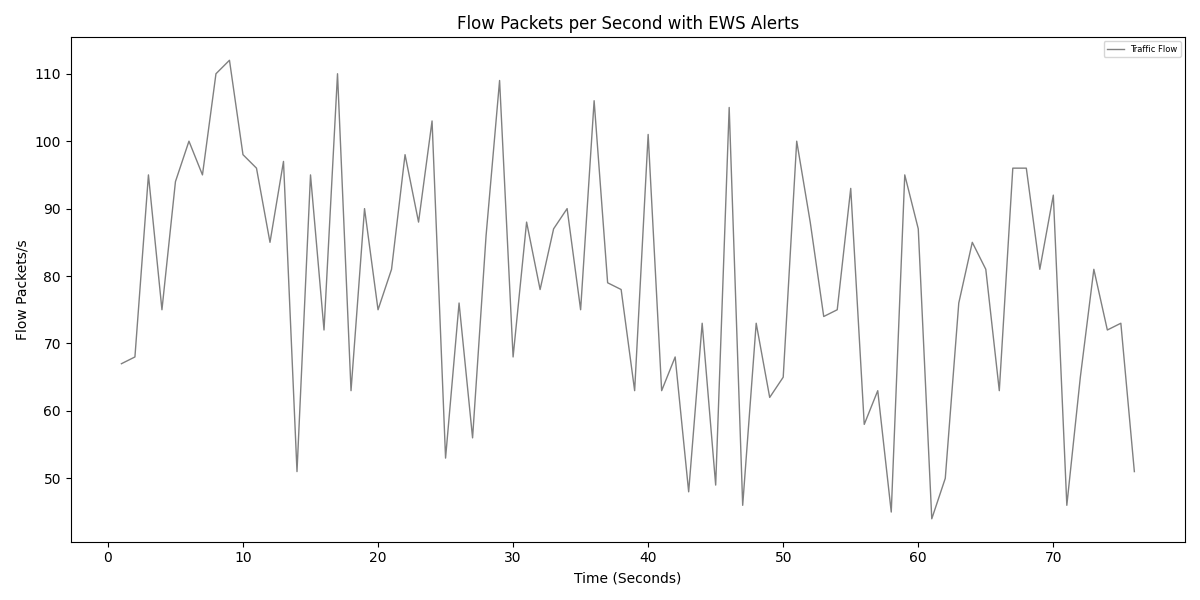 Flow Packets per Second with EWS Alerts
Traffic Flow
110
100
90
80
70
60
50
Flow Packets/s
0 10 20 30 40 50 60 70
Time (Seconds)